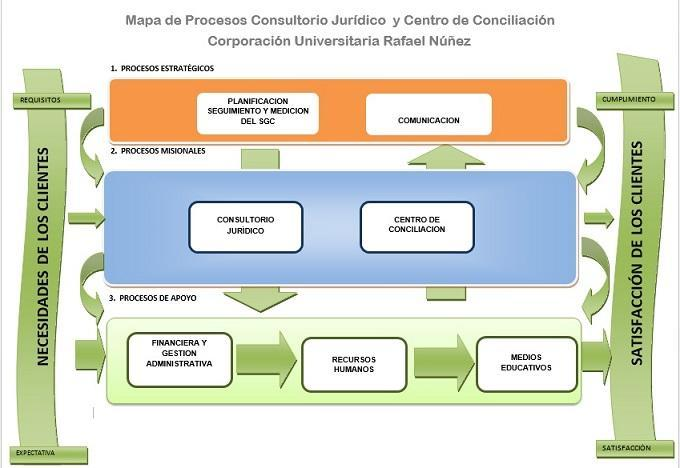 Mapa de Procesos Consultorio Jurídico y Centro de Conciliación
Corporación Universitaria Rafael Núñez
1. PROCESOS ESTRATÉGICOS
REQUISITOS
PLANIFICACION
SEGUIMIENTO Y MEDICION
DEL SGC
COMUNICACION
CUMPLIMIENTO
2. PROCESOS MISIONALES
NECESIDADES DE LOS CLIENTES
CONSULTORIO
JURÍDICO
CENTRO DE
CONCILIACION
SATISFACCIÓN DE LOS CLIENTES
3. PROCESOS DE APOYO
FINANCIERA Y
GESTION
ADMINISTRATIVA
RECURSOS
HUMANOS
MEDIOS
EDUCATIVOS
EXPECTATIVA
SATISFACCIÓN